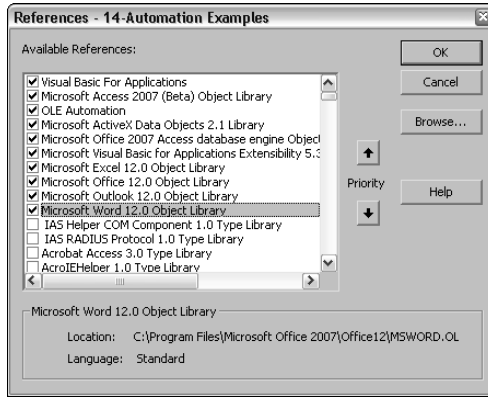 References - 14-Automation Examples
Available References:
Visual Basic For Applications
Microsoft Access 2007 (Beta) Object Library
OLE Automation
Microsoft ActiveX Data Objects 2.1 Library
Microsoft Office 2007 Access database engine Object
Microsoft Visual Basic for Applications Extensibility 5.3
Microsoft Excel 12.0 Object Library
Microsoft Office 12.0 Object Library
Microsoft Outlook 12.0 Object Library
Microsoft Word 12.0 Object Library
IAS Helper COM Component 1.0 Type Library
IAS RADIUS Protocol 1.0 Type Library
Acrobat Access 3.0 Type Library
AcroIEHelper 1.0 Type Library
Priority
OK
Cancel
Browse...
Help
Microsoft Word 12.0 Object Library
Location: C:\Program Files\Microsoft Office 2007\Office12\MSWORD.OL
Language: Standard